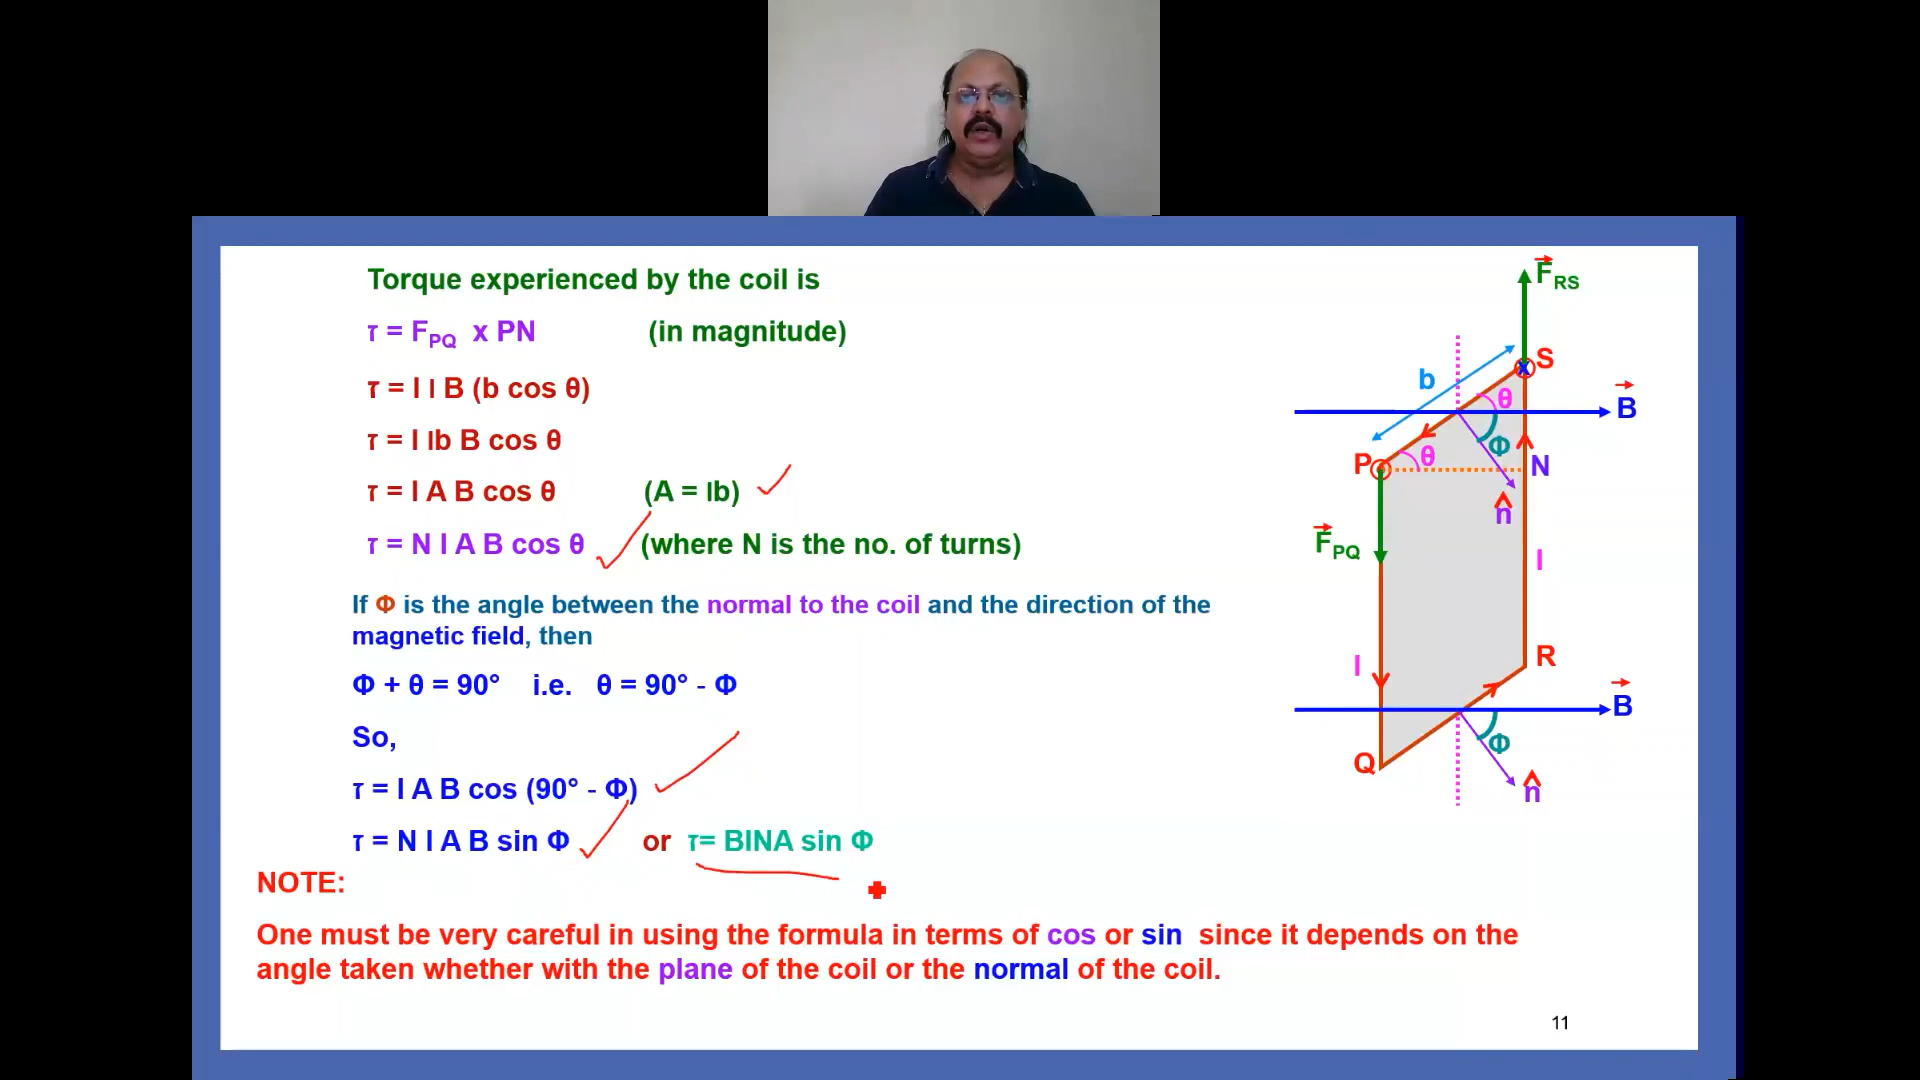 Torque experienced by the coil is
τ = F_PQ x PN (in magnitude)
τ = I l B (b cos θ)
τ = I lb B cos θ
τ = I A B cos θ (A = lb)
τ = N I A B cos θ (where N is the no. of turns)
If Φ is the angle between the normal to the coil and the direction of the
magnetic field, then
Φ + θ = 90° i.e. θ = 90° - Φ
So,
τ = I A B cos (90° - Φ)
τ = N I A B sin Φ or τ= BINA sin Φ
NOTE:
One must be very careful in using the formula in terms of cos or sin since it depends on the
angle taken whether with the plane of the coil or the normal of the coil.
F_RS
S
b
θ
B
Φ
P
θ
N
n̂
F_PQ
l
I
R
B
Φ
Q
n̂
11